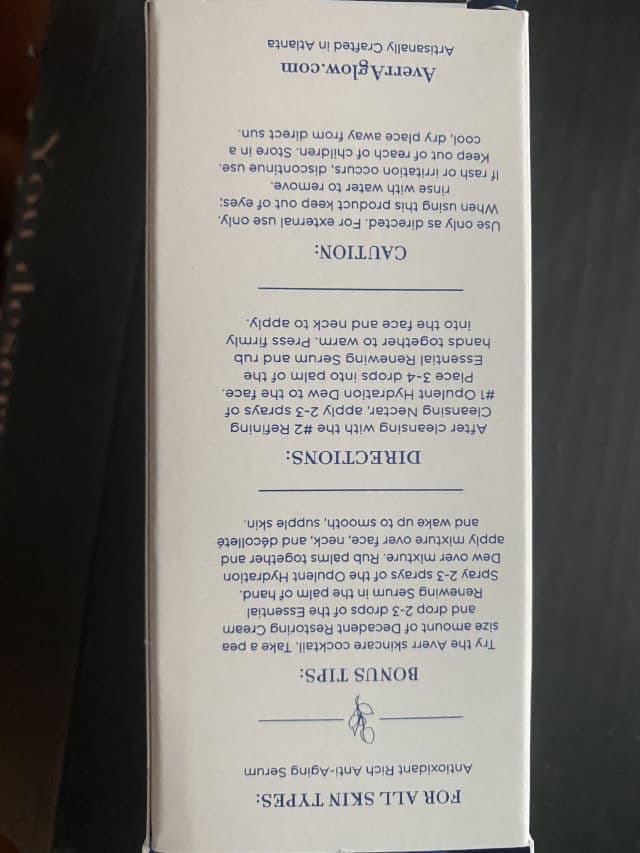 FOR ALL SKIN TYPES:
Antioxidant Rich Anti-Aging Serum
BONUS TIPS:
Try the Averr skincare cocktail. Take a pea
size amount of Decadent Restoring Cream
and drop 2-3 drops of the Essential
Renewing Serum in the palm of hand.
Spray 2-3 sprays of the Opulent Hydration
Dew over mixture. Rub palms together and
apply mixture over face, neck, and décolleté
and wake up to smooth, supple skin.
DIRECTIONS:
After cleansing with the #2 Refining
Cleansing Nectar, apply 2-3 sprays of
#1 Opulent Hydration Dew to the face.
Place 3-4 drops into palm of the
Essential Renewing Serum and rub
hands together to warm. Press firmly
into the face and neck to apply.
CAUTION:
Use only as directed. For external use only.
When using this product keep out of eyes;
rinse with water to remove.
If rash or irritation occurs, discontinue use.
Keep out of reach of children. Store in a
cool, dry place away from direct sun.
AverrAglow.com
Artisanally Crafted in Atlanta
You deserv